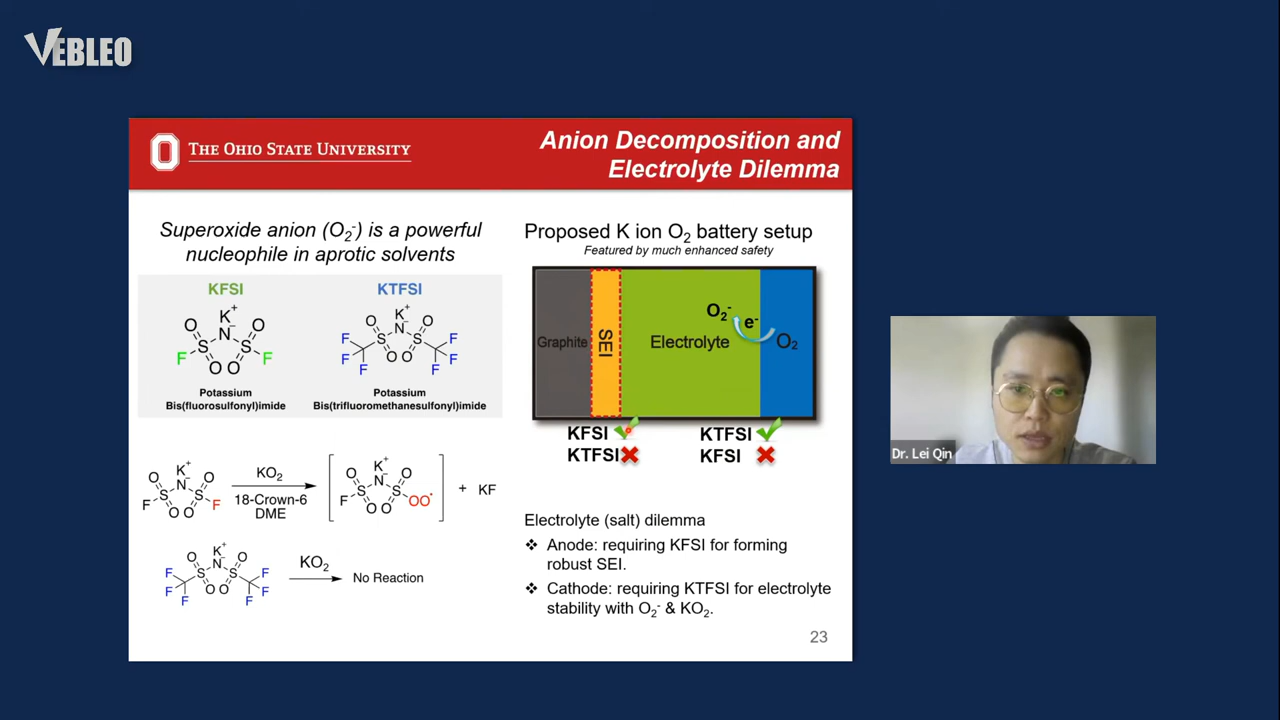 VEBLEO
THE OHIO STATE UNIVERSITY
Anion Decomposition and
Electrolyte Dilemma
Superoxide anion (O₂⁻) is a powerful
nucleophile in aprotic solvents
KFSI
K⁺
N⁻
O O
S S
F F
O O
Potassium
Bis(fluorosulfonyl)imide
KTFSI
K⁺
O N⁻ O
F S S F
F O O F
F F
Potassium
Bis(trifluoromethanesulfonyl)imide
K⁺
O N⁻ O
S S
F O O F
KO₂
18-Crown-6
DME
K⁺
O N⁻ O
S S
F O O OO•
+ KF
K⁺
O N⁻ O
F S S F
F O O F
F F
KO₂
No Reaction
Proposed K ion O₂ battery setup
Featured by much enhanced safety
Graphite
SEI
Electrolyte
O₂⁻
e⁻
O₂
KFSI ✓
KTFSI ✗
KTFSI ✓
KFSI ✗
Electrolyte (salt) dilemma
❖ Anode: requiring KFSI for forming
robust SEI.
❖ Cathode: requiring KTFSI for electrolyte
stability with O₂⁻ & KO₂.
23
Dr. Lei Qin